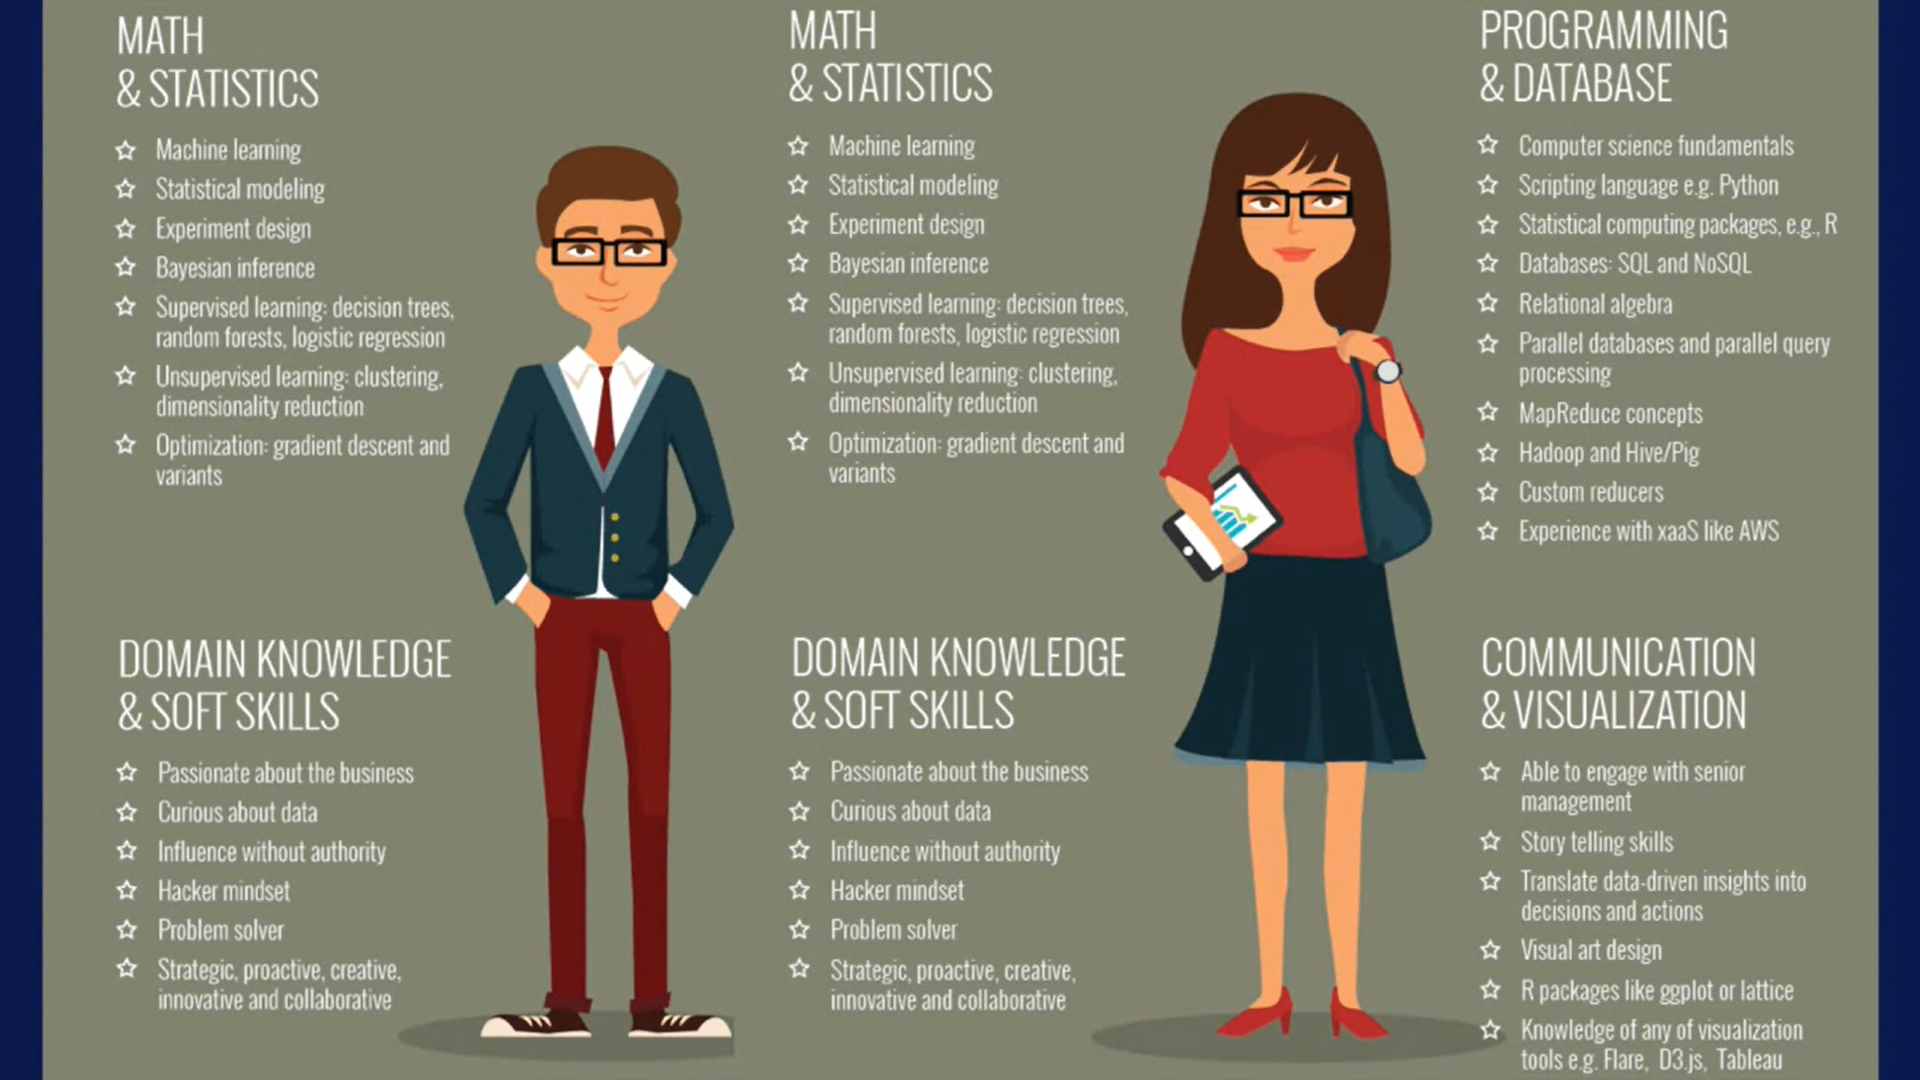 MATH
& STATISTICS
Machine learning
Statistical modeling
Experiment design
Bayesian inference
Supervised learning: decision trees,
random forests, logistic regression
Unsupervised learning: clustering,
dimensionality reduction
Optimization: gradient descent and
variants
DOMAIN KNOWLEDGE
& SOFT SKILLS
Passionate about the business
Curious about data
Influence without authority
Hacker mindset
Problem solver
Strategic, proactive, creative,
innovative and collaborative
MATH
& STATISTICS
Machine learning
Statistical modeling
Experiment design
Bayesian inference
Supervised learning: decision trees,
random forests, logistic regression
Unsupervised learning: clustering,
dimensionality reduction
Optimization: gradient descent and
variants
DOMAIN KNOWLEDGE
& SOFT SKILLS
Passionate about the business
Curious about data
Influence without authority
Hacker mindset
Problem solver
Strategic, proactive, creative,
innovative and collaborative
PROGRAMMING
& DATABASE
Computer science fundamentals
Scripting language e.g. Python
Statistical computing packages, e.g., R
Databases: SQL and NoSQL
Relational algebra
Parallel databases and parallel query
processing
MapReduce concepts
Hadoop and Hive/Pig
Custom reducers
Experience with xaaS like AWS
COMMUNICATION
& VISUALIZATION
Able to engage with senior
management
Story telling skills
Translate data-driven insights into
decisions and actions
Visual art design
R packages like ggplot or lattice
Knowledge of any of visualization
tools e.g. Flare, D3.js, Tableau